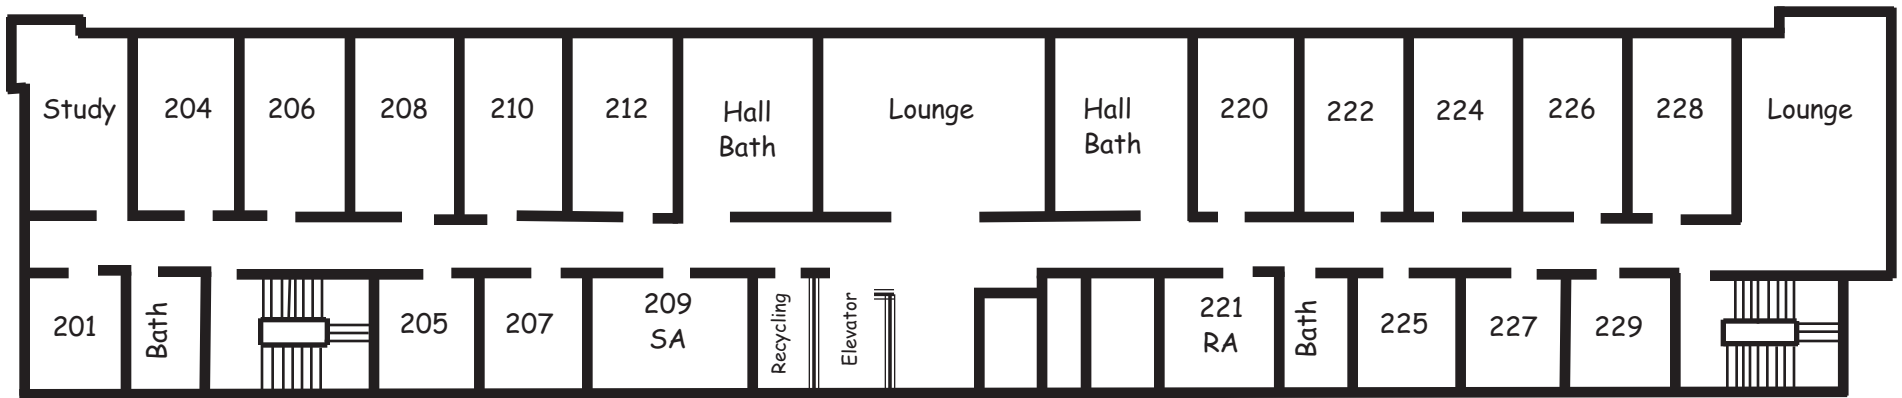 Study
204
206
208
210
212
Hall
Bath
Lounge
Hall
Bath
220
222
224
226
228
Lounge
201
Bath
205
207
209
SA
Recycling
Elevator
221
RA
Bath
225
227
229